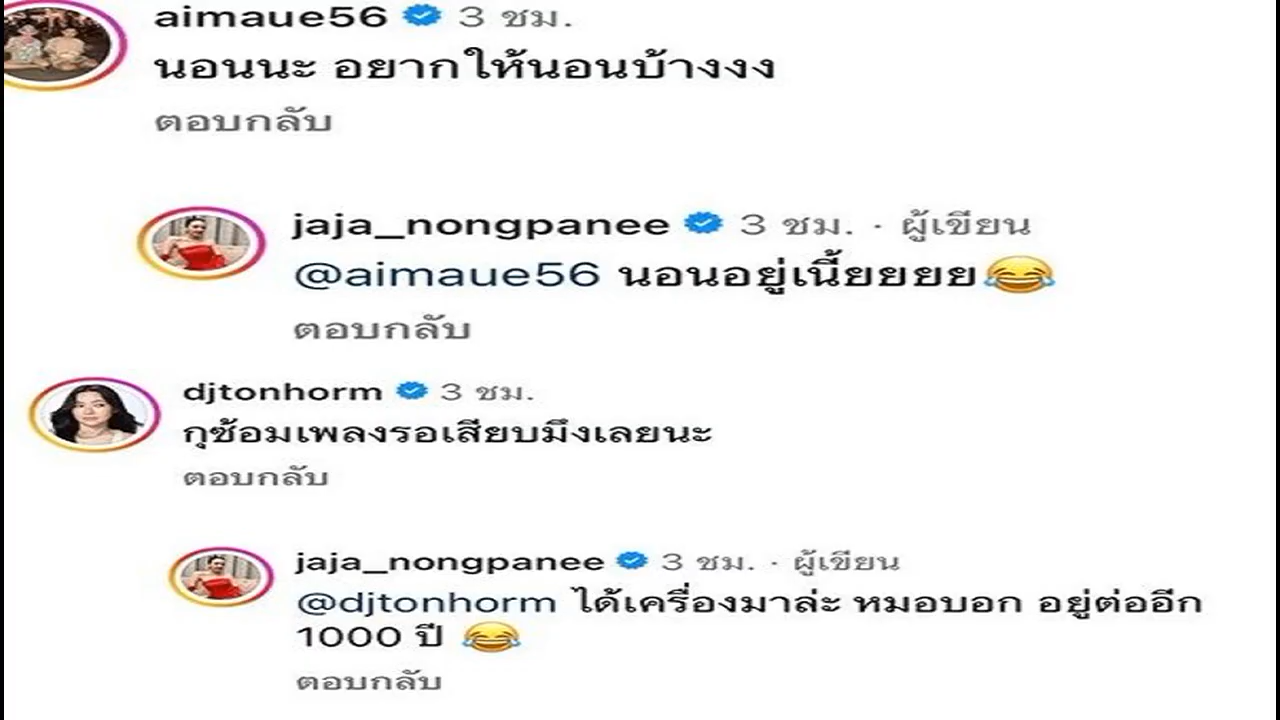 aimaue56 3 ชม.
นอนนะ อยากให้นอนบ้างงง
ตอบกลับ
jaja_nongpanee 3 ชม. · ผู้เขียน
@aimaue56 นอนอยู่เนี้ยยยยย😂
ตอบกลับ
djtonhorm 3 ชม.
กุซ้อมเพลงรอเสียบมึงเลยนะ
ตอบกลับ
jaja_nongpanee 3 ชม. · ผู้เขียน
@djtonhorm ได้เครื่องมาล่ะ หมอบอก อยู่ต่ออีก
1000 ปี 😂
ตอบกลับ